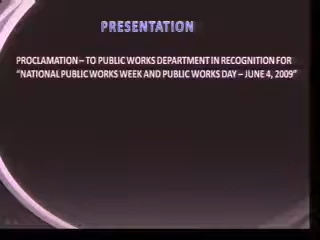 PRESENTATION
PROCLAMATION – TO PUBLIC WORKS DEPARTMENT IN RECOGNITION FOR
"NATIONAL PUBLIC WORKS WEEK AND PUBLIC WORKS DAY – JUNE 4, 2009"